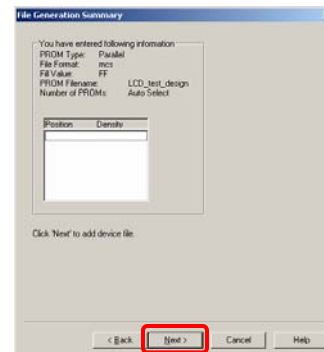 File Generation Summary
You have entered following information
PROM Type: Parallel
File Format: mcs
Fill Value: FF
PROM Filename: LCD_test_design
Number of PROMs: Auto Select
Position Density
Click 'Next' to add device file.
< Back Next > Cancel Help